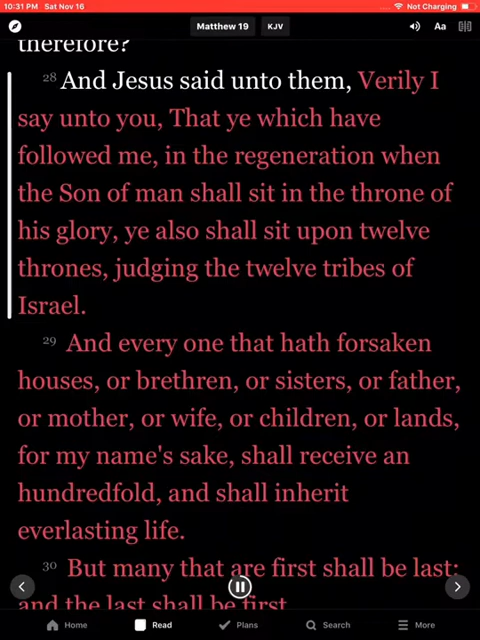 10:31 PM Sat Nov 16
Not Charging
Matthew 19 KJV
Aa
therefore?
28 And Jesus said unto them, Verily I
say unto you, That ye which have
followed me, in the regeneration when
the Son of man shall sit in the throne of
his glory, ye also shall sit upon twelve
thrones, judging the twelve tribes of
Israel.
29 And every one that hath forsaken
houses, or brethren, or sisters, or father,
or mother, or wife, or children, or lands,
for my name's sake, shall receive an
hundredfold, and shall inherit
everlasting life.
30 But many that are first shall be last;
and the last shall be first.
Home Read Plans Search More